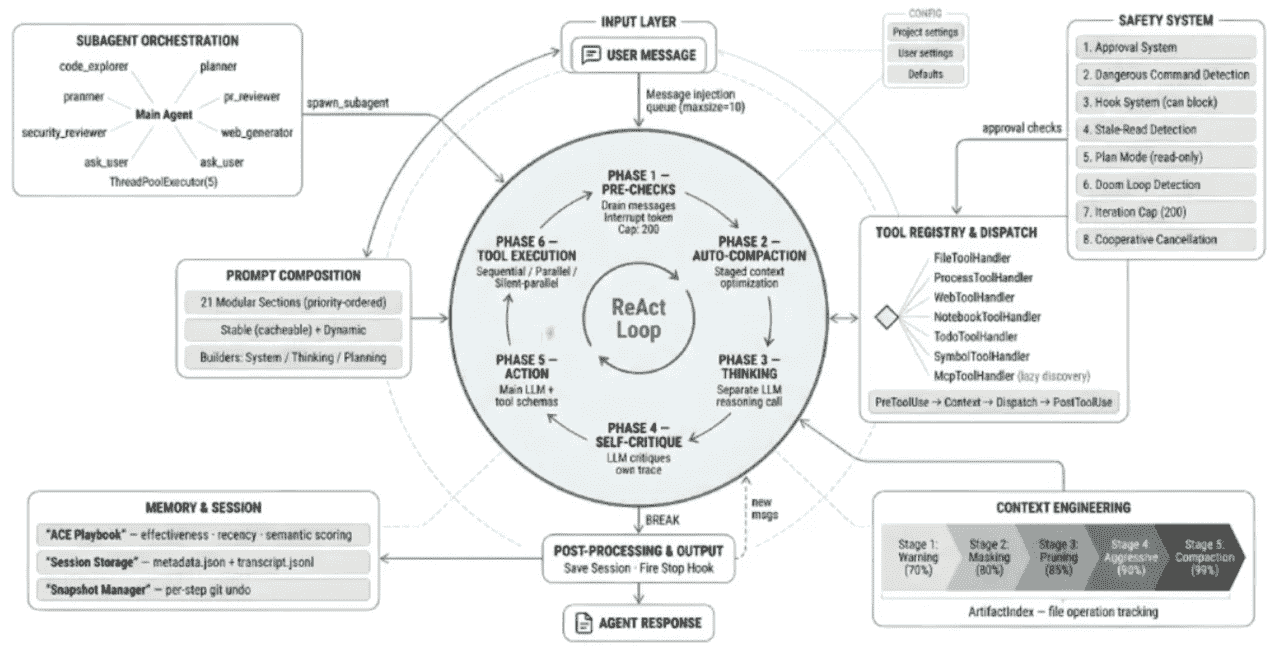 SUBAGENT ORCHESTRATION
code_explorer
planner
pranmer
Main Agent
pr_reviewer
security_reviewer
web_generator
ask_user
ask_user
ThreadPoolExecutor(5)
spawn_subagent
INPUT LAYER
USER MESSAGE
Message injection
queue (maxsize=10)
CONFIG
Project settings
User settings
Defaults
SAFETY SYSTEM
1. Approval System
2. Dangerous Command Detection
3. Hook System (can block)
4. Stale-Read Detection
5. Plan Mode (read-only)
6. Doom Loop Detection
7. Iteration Cap (200)
8. Cooperative Cancellation
approval checks
PROMPT COMPOSITION
21 Modular Sections (priority-ordered)
Stable (cacheable) + Dynamic
Builders: System / Thinking / Planning
PHASE 1 —
PRE-CHECKS
Drain messages
Interrupt token
Cap: 200
PHASE 2 —
AUTO-COMPACTION
Staged context
optimization
PHASE 3 —
THINKING
Separate LLM
reasoning call
PHASE 4 —
SELF-CRITIQUE
LLM critiques
own trace
PHASE 5 —
ACTION
Main LLM +
tool schemas
PHASE 6 —
TOOL EXECUTION
Sequential / Parallel /
Silent-parallel
ReAct
Loop
TOOL REGISTRY & DISPATCH
FileToolHandler
ProcessToolHandler
WebToolHandler
NotebookToolHandler
TodoToolHandler
SymbolToolHandler
McpToolHandler (lazy discovery)
PreToolUse → Context → Dispatch → PostToolUse
MEMORY & SESSION
"ACE Playbook" — effectiveness · recency · semantic scoring
"Session Storage" — metadata.json + transcript.jsonl
"Snapshot Manager" — per-step git undo
BREAK
new
msgs
POST-PROCESSING & OUTPUT
Save Session · Fire Stop Hook
AGENT RESPONSE
CONTEXT ENGINEERING
Stage 1:
Warning
(70%)
Stage 2:
Masking
(80%)
Stage 3:
Pruning
(85%)
Stage 4
Aggressive
(90%)
Stage 5:
Compaction
(99%)
ArtifactIndex — file operation tracking